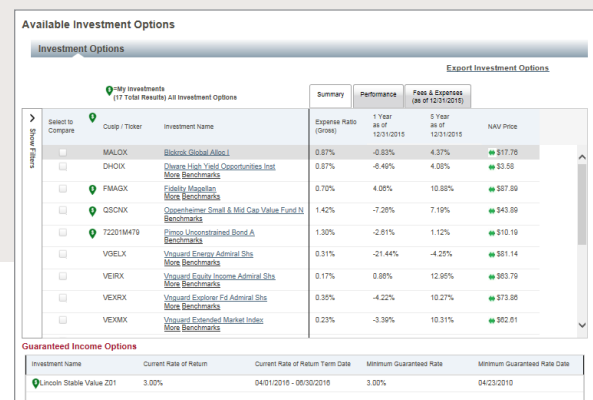 Available Investment Options
Investment Options
Export Investment Options
=My Investments
(17 Total Results) All Investment Options
Summary
Performance
Fees & Expenses
(as of 12/31/2015)
Show Filters
Select to Compare
Cusip / Ticker
Investment Name
Expense Ratio (Gross)
1 Year as of 12/31/2015
5 Year as of 12/31/2015
NAV Price
MALOX Blckrck Global Alloc I 0.87% -0.83% 4.37% $17.76
DHOIX Dlware High Yield Opportunities Inst 0.87% -6.49% 4.08% $3.58
More Benchmarks
FMAGX Fidelity Magellan 0.70% 4.06% 10.88% $87.89
More Benchmarks
QSCNX Oppenheimer Small & Mid Cap Value Fund N 1.42% -7.26% 7.19% $43.89
Benchmarks
72201M479 Pimco Unconstrained Bond A 1.30% -2.61% 1.12% $10.19
Benchmarks
VGELX Vnguard Energy Admiral Shs 0.31% -21.44% -4.25% $81.14
More Benchmarks
VEIRX Vnguard Equity Income Admiral Shs 0.17% 0.86% 12.95% $63.79
More Benchmarks
VEXRX Vnguard Explorer Fd Admiral Shs 0.35% -4.22% 10.27% $73.86
More Benchmarks
VEXMX Vnguard Extended Market Index 0.23% -3.39% 10.31% $62.61
More Benchmarks
Guaranteed Income Options
Investment Name Current Rate of Return Current Rate of Return Term Date Minimum Guaranteed Rate Minimum Guaranteed Rate Date
Lincoln Stable Value Z01 3.00% 04/01/2016 - 06/30/2016 3.00% 04/23/2010